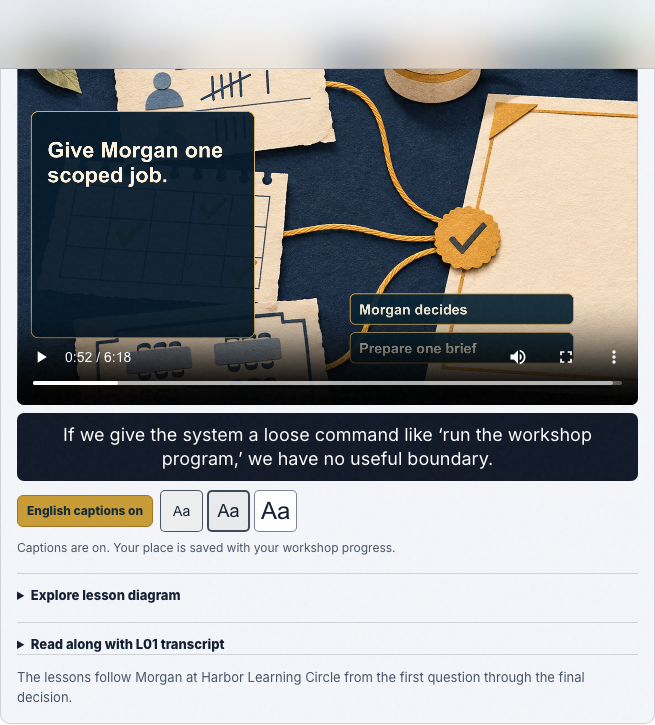 Give Morgan one
scoped job.
Morgan decides
Prepare one brief
0:52 / 6:18
If we give the system a loose command like ‘run the workshop
program,’ we have no useful boundary.
English captions on
Aa
Aa
Aa
Captions are on. Your place is saved with your workshop progress.
Explore lesson diagram
Read along with L01 transcript
The lessons follow Morgan at Harbor Learning Circle from the first question through the final
decision.